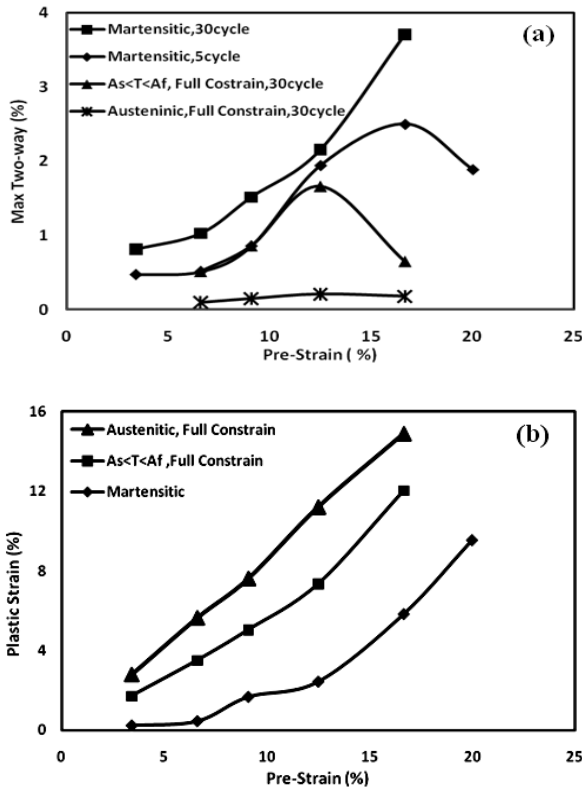 (a)
Martensitic,30cycle
Martensitic,5cycle
As<T<Af, Full Costrain,30cycle
Austeninic,Full Constrain,30cycle
Max Two-way (%)
4
3
2
1
0
0 5 10 15 20 25
Pre-Strain ( %)
(b)
Austenitic, Full Constrain
As<T<Af ,Full Constrain
Martensitic
Plastic Strain (%)
16
12
8
4
0
0 5 10 15 20 25
Pre-Strain (%)